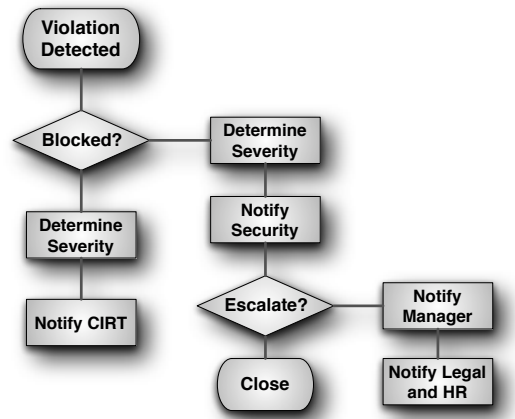 Violation
Detected
Blocked?
Determine
Severity
Determine
Severity
Notify
Security
Notify CIRT
Escalate?
Notify
Manager
Close
Notify Legal
and HR